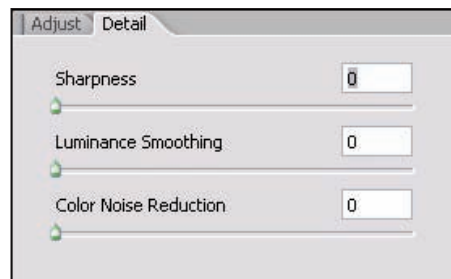 Adjust Detail
Sharpness 0
Luminance Smoothing 0
Color Noise Reduction 0